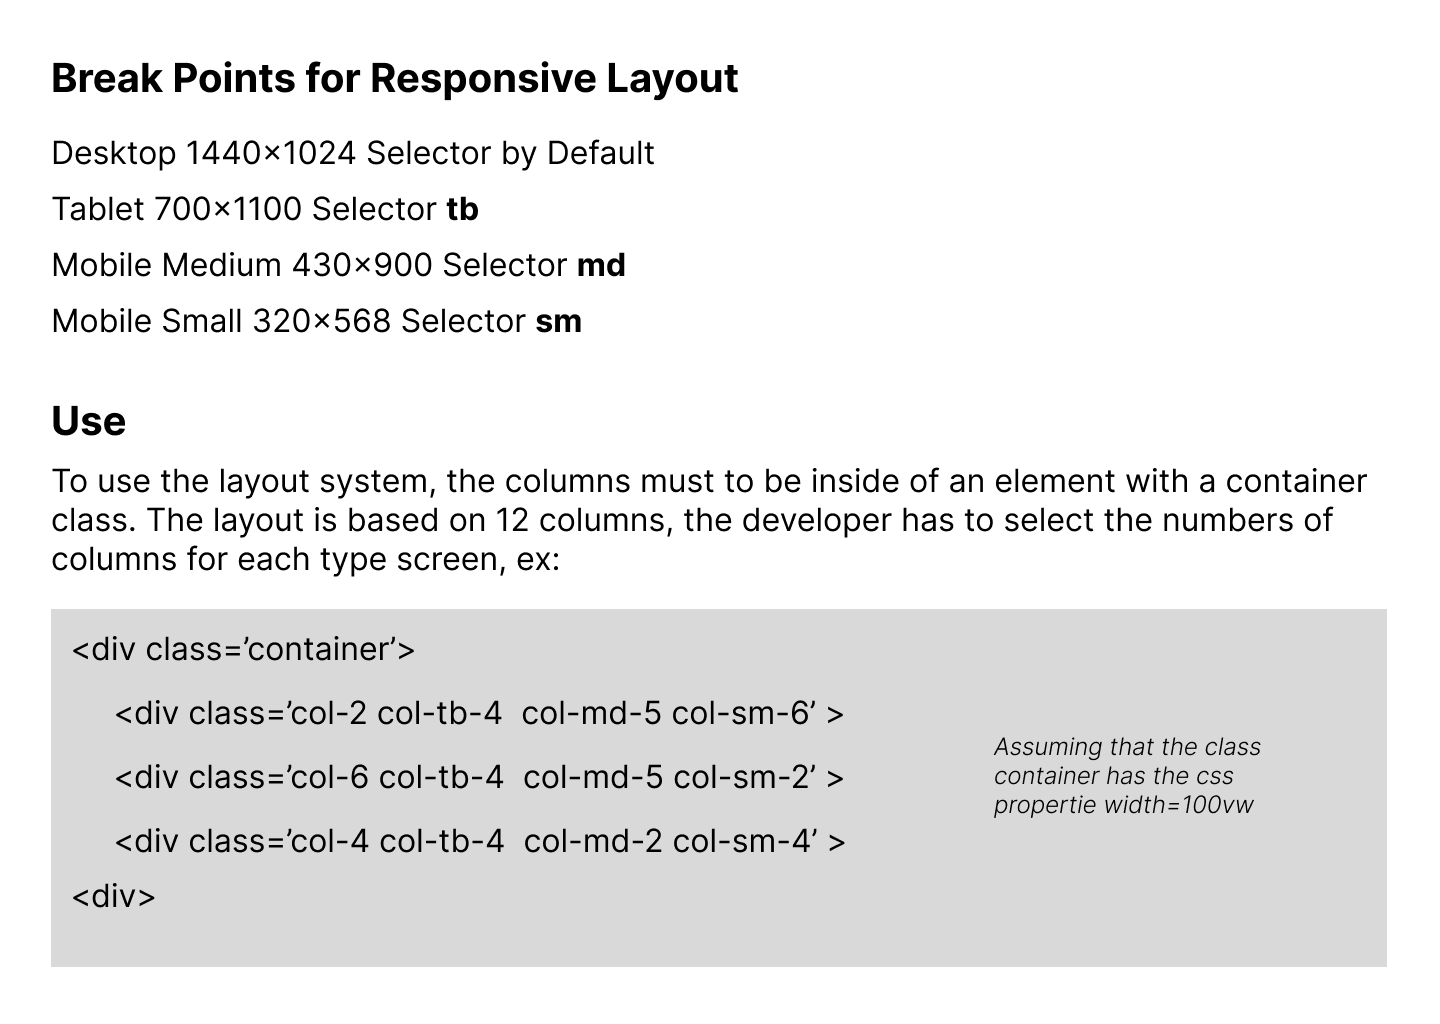 Break Points for Responsive Layout
Desktop 1440×1024 Selector by Default
Tablet 700×1100 Selector tb
Mobile Medium 430×900 Selector md
Mobile Small 320×568 Selector sm
Use
To use the layout system, the columns must to be inside of an element with a container
class. The layout is based on 12 columns, the developer has to select the numbers of
columns for each type screen, ex:
<div class=’container’>
<div class=’col-2 col-tb-4  col-md-5 col-sm-6’ >
<div class=’col-6 col-tb-4  col-md-5 col-sm-2’ >
<div class=’col-4 col-tb-4  col-md-2 col-sm-4’ >
<div>
Assuming that the class
container has the css
propertie width=100vw